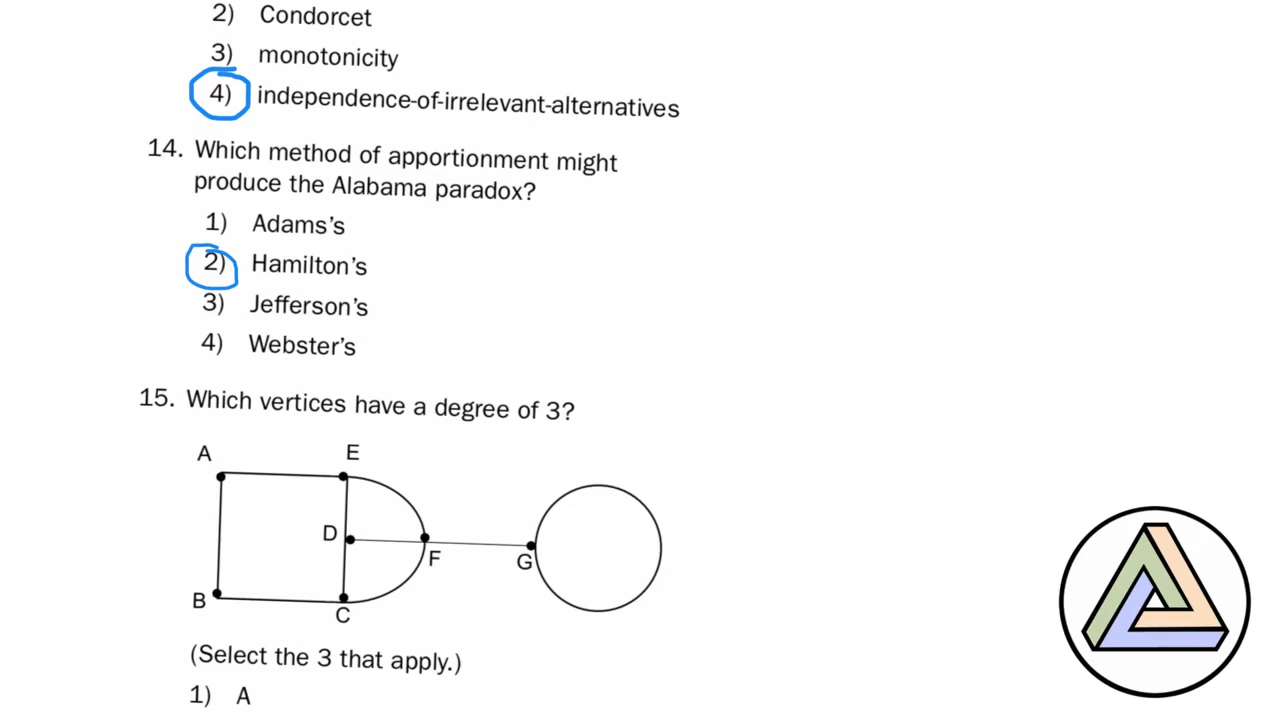 2) Condorcet
3) monotonicity
4) independence-of-irrelevant-alternatives
14. Which method of apportionment might
produce the Alabama paradox?
1) Adams's
2) Hamilton's
3) Jefferson's
4) Webster's
15. Which vertices have a degree of 3?
A
E
D
F
G
B
C
(Select the 3 that apply.)
1) A